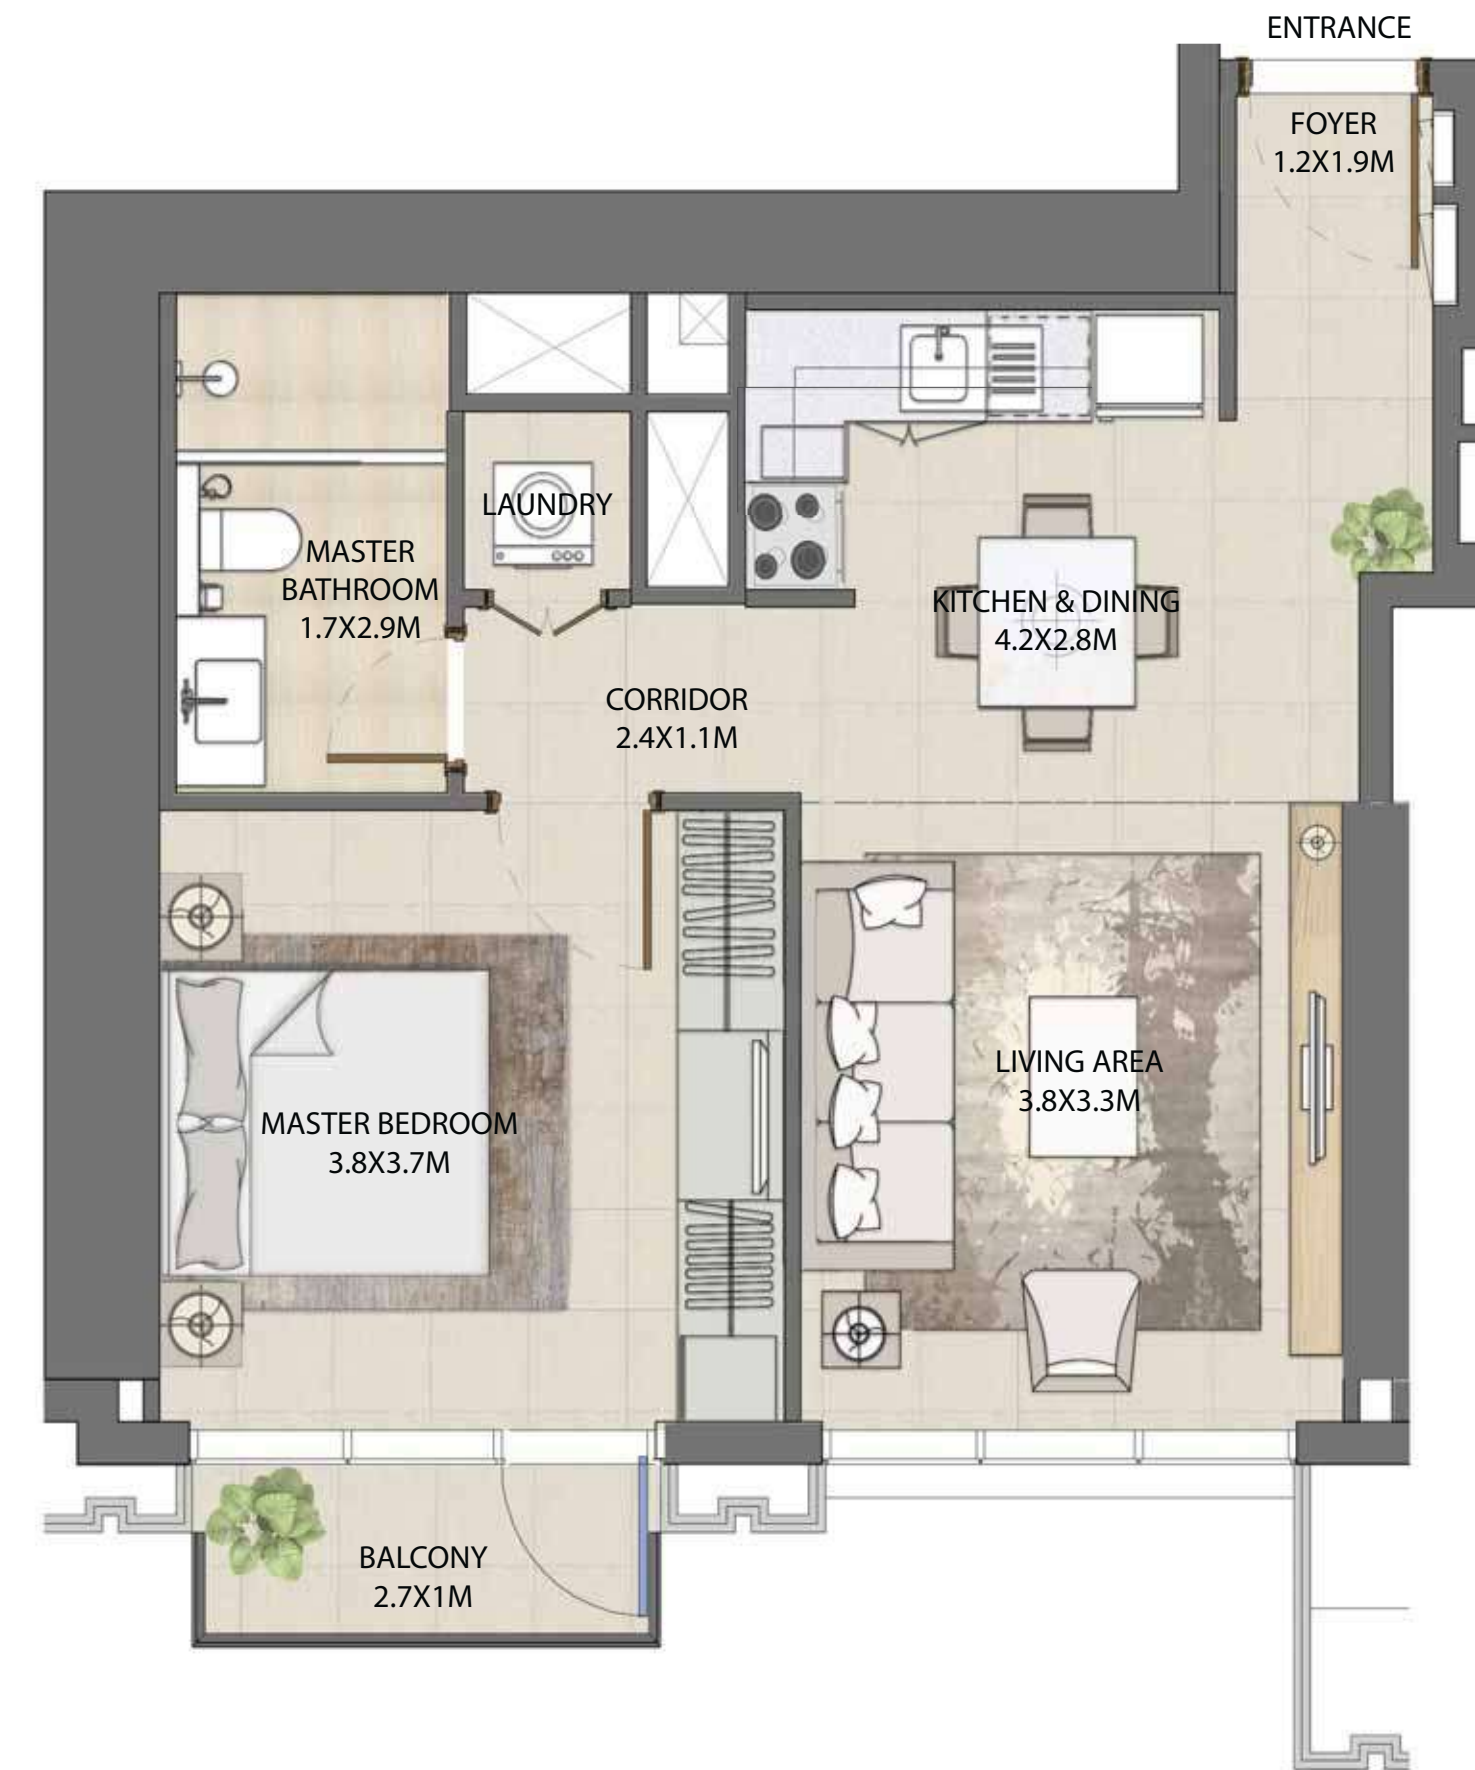 ENTRANCE
FOYER
1.2X1.9M
LAUNDRY
MASTER
BATHROOM
1.7X2.9M
KITCHEN & DINING
4.2X2.8M
CORRIDOR
2.4X1.1M
LIVING AREA
3.8X3.3M
MASTER BEDROOM
3.8X3.7M
BALCONY
2.7X1M